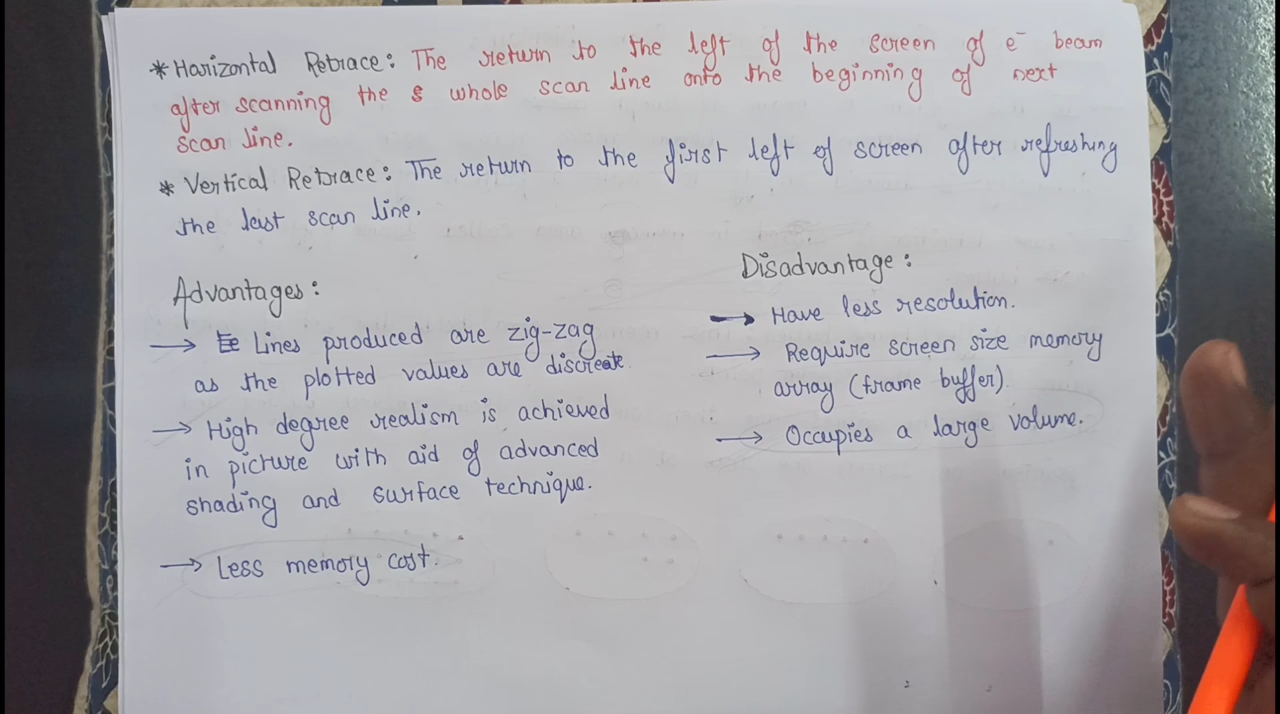 * Horizontal Retrace: The return to the left of the screen of e⁻ beam
after scanning the whole scan line onto the beginning of next
scan line.
* Vertical Retrace: The return to the first left of screen after refreshing
the last scan line.
Advantages:
→ Lines produced are zig-zag
as the plotted values are discreate.
→ High degree realism is achieved
in picture with aid of advanced
shading and surface technique.
→ Less memory cost.
Disadvantage:
→ Have less resolution.
→ Require screen size memory
array (frame buffer).
→ Occupies a large volume.